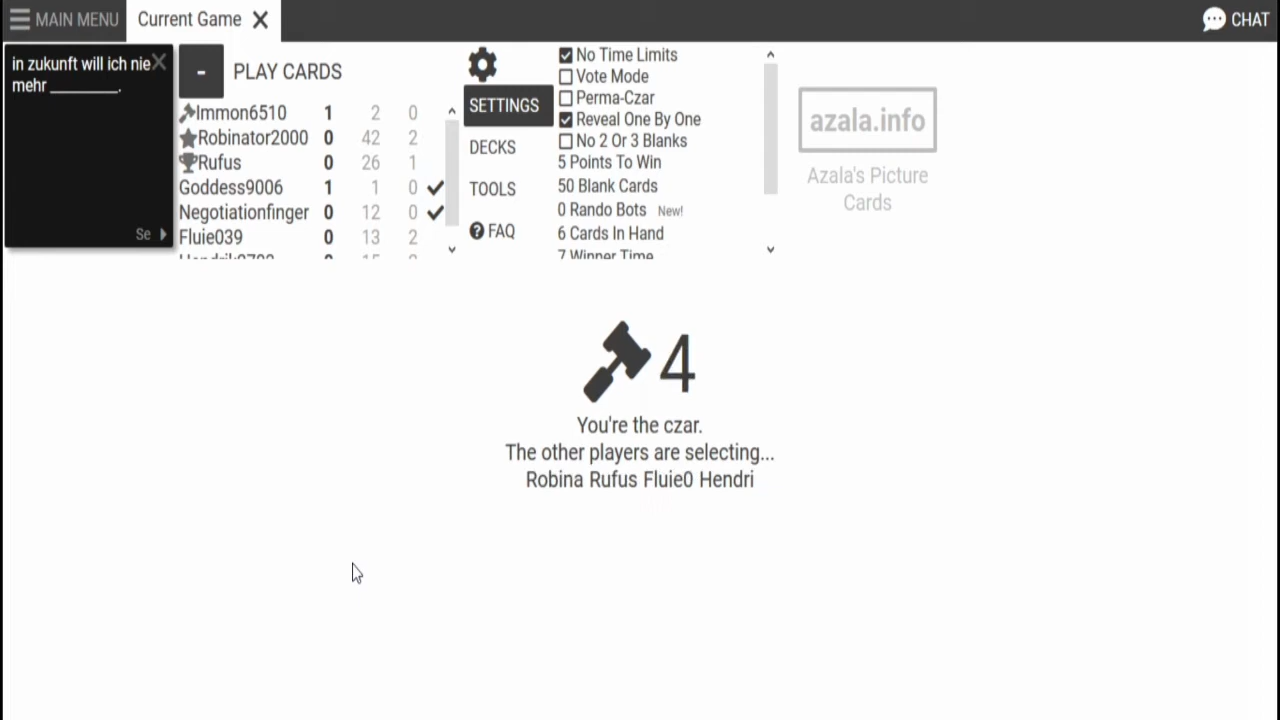 MAIN MENU
Current Game
CHAT
in zukunft will ich nie
mehr _________.
Se
-
PLAY CARDS
Immon6510 1 2 0
Robinator2000 0 42 2
Rufus 0 26 1
Goddess9006 1 1 0
Negotiationfinger 0 12 0
Fluie039 0 13 2
SETTINGS
DECKS
TOOLS
FAQ
No Time Limits
Vote Mode
Perma-Czar
Reveal One By One
No 2 Or 3 Blanks
5 Points To Win
50 Blank Cards
0 Rando Bots New!
6 Cards In Hand
7 Winner Time
azala.info
Azala's Picture
Cards
4
You're the czar.
The other players are selecting...
Robina Rufus Fluie0 Hendri